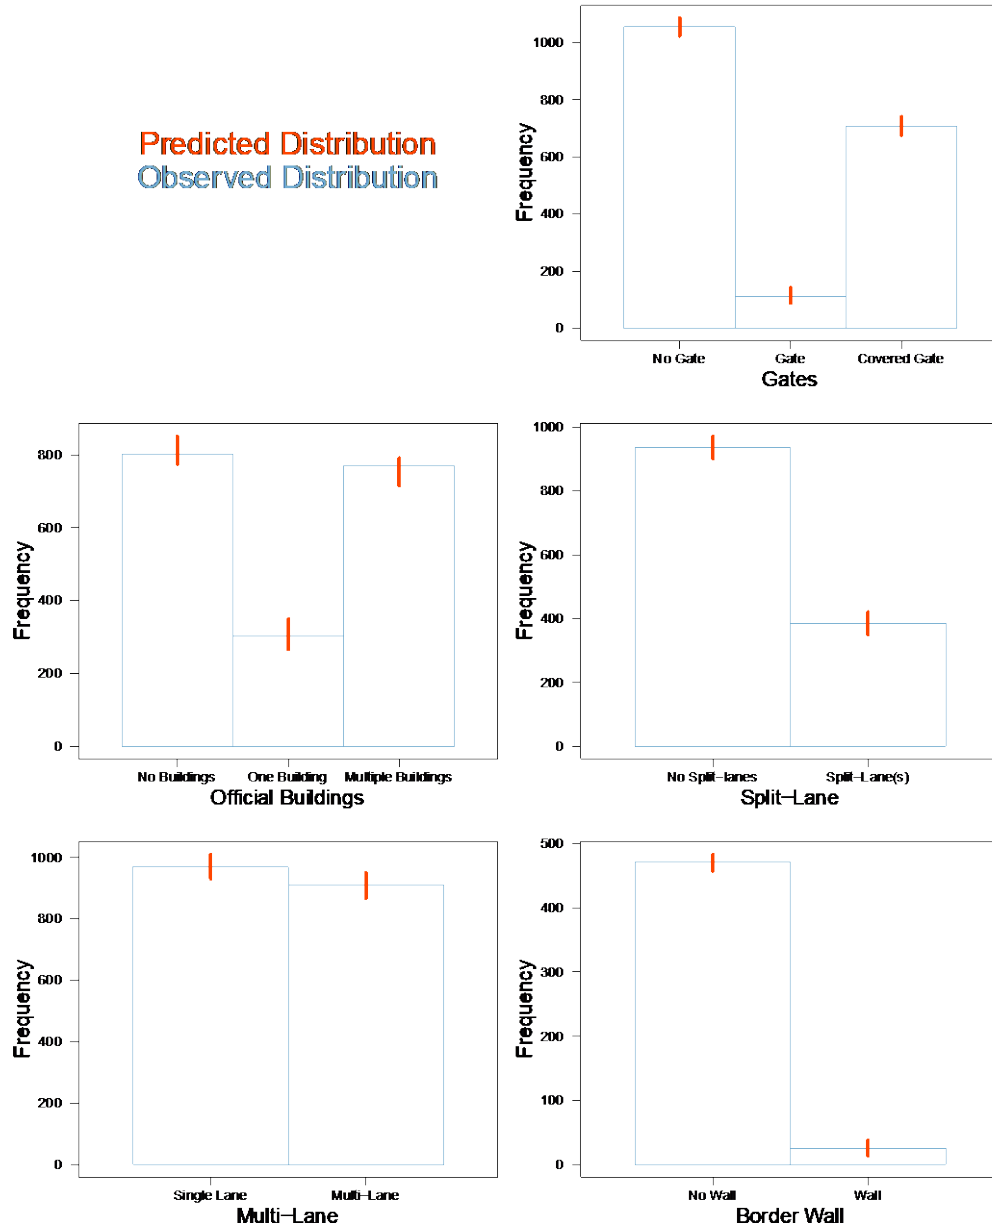 Predicted Distribution
Observed Distribution
Frequency
1000
800
600
400
200
0
No Gate Gate Covered Gate
Gates
Frequency
800
600
400
200
0
No Buildings One Building Multiple Buildings
Official Buildings
Frequency
1000
800
600
400
200
0
No Split-lanes Split-Lane(s)
Split-Lane
Frequency
1000
800
600
400
200
0
Single Lane Multi-Lane
Multi-Lane
Frequency
500
400
300
200
100
0
No Wall Wall
Border Wall